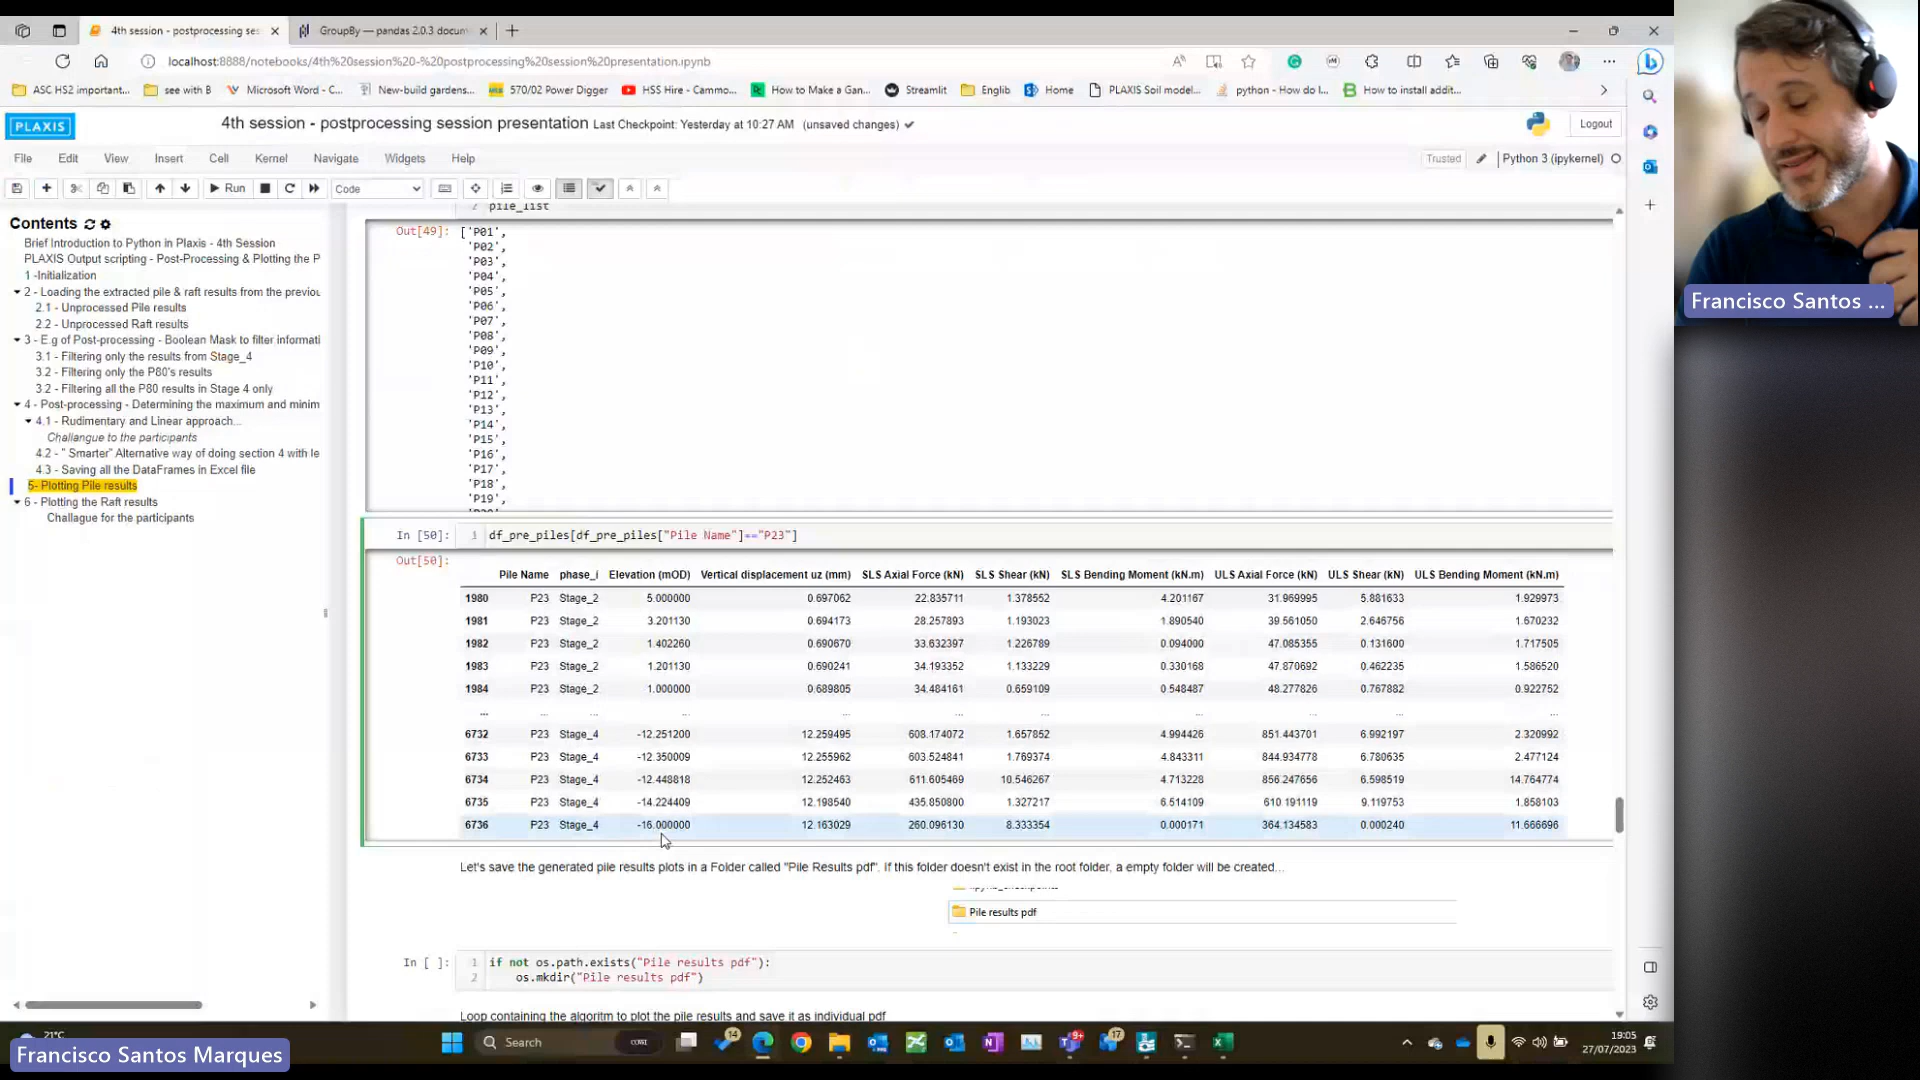 4th session - postprocessing se
GroupBy — pandas 2.0.3 docum
localhost:8888/notebooks/4th%20session%20-%20postprocessing%20session%20presentation.ipynb
ASC HS2 important...
see with B
Microsoft Word - C...
New-build gardens...
570/02 Power Digger
HSS Hire - Cammo...
How to Make a Gan...
Streamlit
Englib
Home
PLAXIS Soil model...
python - How do I...
How to install addit...
PLAXIS
4th session - postprocessing session presentation Last Checkpoint: Yesterday at 10:27 AM (unsaved changes)
Logout
File Edit View Insert Cell Kernel Navigate Widgets Help
Trusted
Python 3 (ipykernel)
Run
Code
Contents
Brief Introduction to Python in Plaxis - 4th Session
PLAXIS Output scripting - Post-Processing & Plotting the P
1 -Initialization
2 - Loading the extracted pile & raft results from the previou
2.1 - Unprocessed Pile results
2.2 - Unprocessed Raft results
3 - E.g of Post-processing - Boolean Mask to filter informati
3.1 - Filtering only the results from Stage_4
3.2 - Filtering only the P80's results
3.2 - Filtering all the P80 results in Stage 4 only
4 - Post-processing - Determining the maximum and minim
4.1 - Rudimentary and Linear approach...
Challangue to the participants
4.2 - " Smarter" Alternative way of doing section 4 with le
4.3 - Saving all the DataFrames in Excel file
5- Plotting Pile results
6 - Plotting the Raft results
Challague for the participants
2 pile_list
Out[49]: ['P01',
'P02',
'P03',
'P04',
'P05',
'P06',
'P07',
'P08',
'P09',
'P10',
'P11',
'P12',
'P13',
'P14',
'P15',
'P16',
'P17',
'P18',
'P19',
In [50]: 1 df_pre_piles[df_pre_piles["Pile Name"]=="P23"]
Out[50]:
Pile Name phase_i Elevation (mOD) Vertical displacement uz (mm) SLS Axial Force (kN) SLS Shear (kN) SLS Bending Moment (kN.m) ULS Axial Force (kN) ULS Shear (kN) ULS Bending Moment (kN.m)
1980 P23 Stage_2 5.000000 0.697062 22.835711 1.378552 4.201167 31.969995 5.881633 1.929973
1981 P23 Stage_2 3.201130 0.694173 28.257893 1.193023 1.890540 39.561050 2.646756 1.670232
1982 P23 Stage_2 1.402260 0.690670 33.632397 1.226789 0.094000 47.085355 0.131600 1.717505
1983 P23 Stage_2 1.201130 0.690241 34.193352 1.133229 0.330168 47.870692 0.462235 1.586520
1984 P23 Stage_2 1.000000 0.689805 34.484161 0.659109 0.548487 48.277826 0.767882 0.922752
... ... ... ... ... ... ... ... ... ... ...
6732 P23 Stage_4 -12.251200 12.259495 608.174072 1.657852 4.994426 851.443701 6.992197 2.320992
6733 P23 Stage_4 -12.350009 12.255962 603.524841 1.769374 4.843311 844.934778 6.780635 2.477124
6734 P23 Stage_4 -12.448818 12.252463 611.605469 10.546267 4.713228 856.247656 6.598519 14.764774
6735 P23 Stage_4 -14.224409 12.198540 435.850800 1.327217 6.514109 610.191119 9.119753 1.858103
6736 P23 Stage_4 -16.000000 12.163029 260.096130 8.333354 0.000171 364.134583 0.000240 11.666696
Let's save the generated pile results plots in a Folder called "Pile Results pdf". If this folder doesn't exist in the root folder, a empty folder will be created...
Pile results pdf
In [ ]: 1 if not os.path.exists("Pile results pdf"):
2 os.mkdir("Pile results pdf")
Loop containing the algoritm to plot the pile results and save it as individual pdf
Francisco Santos ...
21°C
Francisco Santos Marques
Search
14
9+
17
19:05
27/07/2023